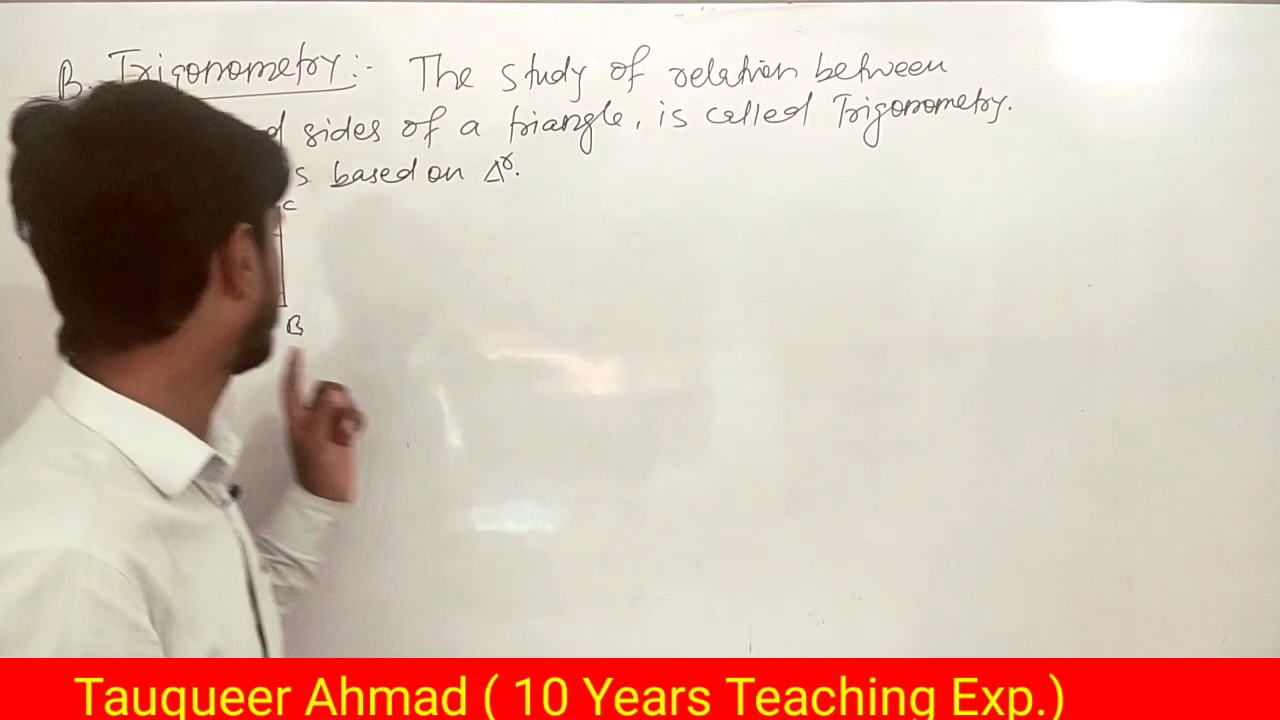 B. Trigonometry :- The study of relation between
sides of a triangle, is called Trigonometry.
based on Δʳ.
C
B
Tauqueer Ahmad ( 10 Years Teaching Exp.)